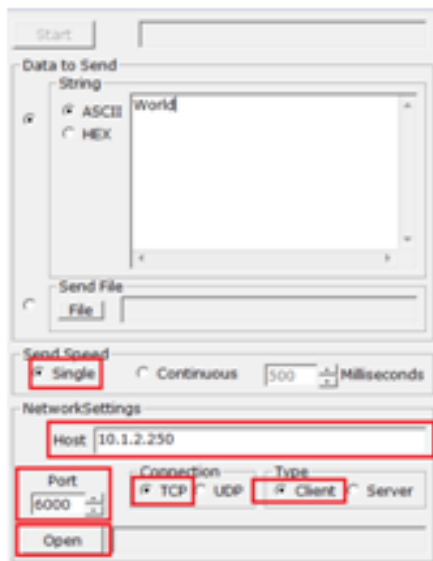 Start
Data to Send
String
ASCII
HEX
World
Send File
File
Send Speed
Single Continuous 500 Milliseconds
NetworkSettings
Host 10.1.2.250
Port Connection Type
6000 TCP UDP Client Server
Open